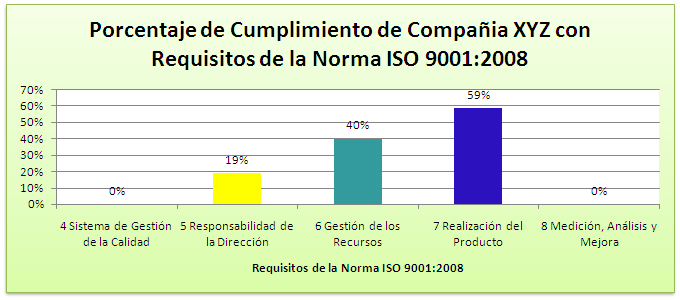 Porcentaje de Cumplimiento de Compañia XYZ con
Requisitos de la Norma ISO 9001:2008
70%
60%
50%
40%
30%
20%
10%
0%
0%
19%
40%
59%
0%
4 Sistema de Gestión
de la Calidad
5 Responsabilidad de
la Dirección
6 Gestión de los
Recursos
7 Realización del
Producto
8 Medición, Análisis y
Mejora
Requisitos de la Norma ISO 9001:2008